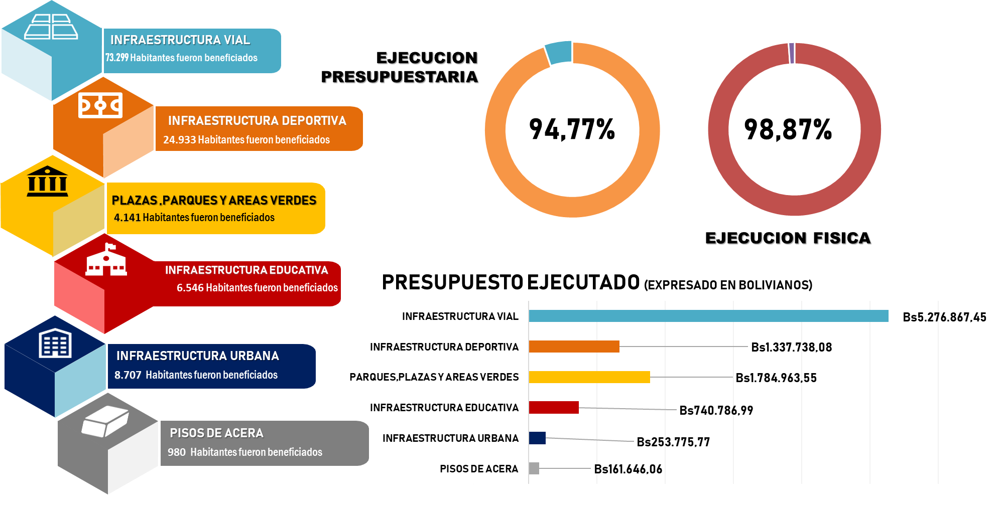 INFRAESTRUCTURA VIAL
73.299 Habitantes fueron beneficiados
INFRAESTRUCTURA DEPORTIVA
24.933 Habitantes fueron beneficiados
PLAZAS ,PARQUES Y AREAS VERDES
4.141 Habitantes fueron beneficiados
INFRAESTRUCTURA EDUCATIVA
6.546 Habitantes fueron beneficiados
INFRAESTRUCTURA URBANA
8.707 Habitantes fueron beneficiados
PISOS DE ACERA
980 Habitantes fueron beneficiados
EJECUCION
PRESUPUESTARIA
94,77%
98,87%
EJECUCION FISICA
PRESUPUESTO EJECUTADO (EXPRESADO EN BOLIVIANOS)
INFRAESTRUCTURA VIAL Bs5.276.867,45
INFRAESTRUCTURA DEPORTIVA Bs1.337.738,08
PARQUES,PLAZAS Y AREAS VERDES Bs1.784.963,55
INFRAESTRUCTURA EDUCATIVA Bs740.786,99
INFRAESTRUCTURA URBANA Bs253.775,77
PISOS DE ACERA Bs161.646,06